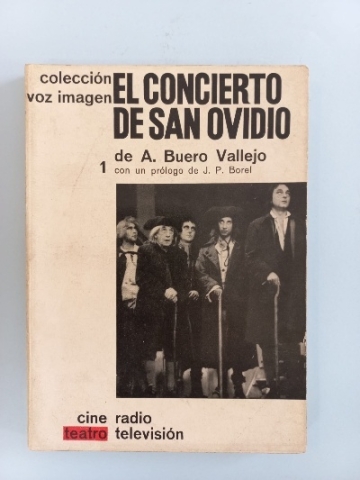 colección
voz imagen
EL CONCIERTO
DE SAN OVIDIO
1
de A. Buero Vallejo
con un prólogo de J. P. Borel
cine radio
teatro televisión